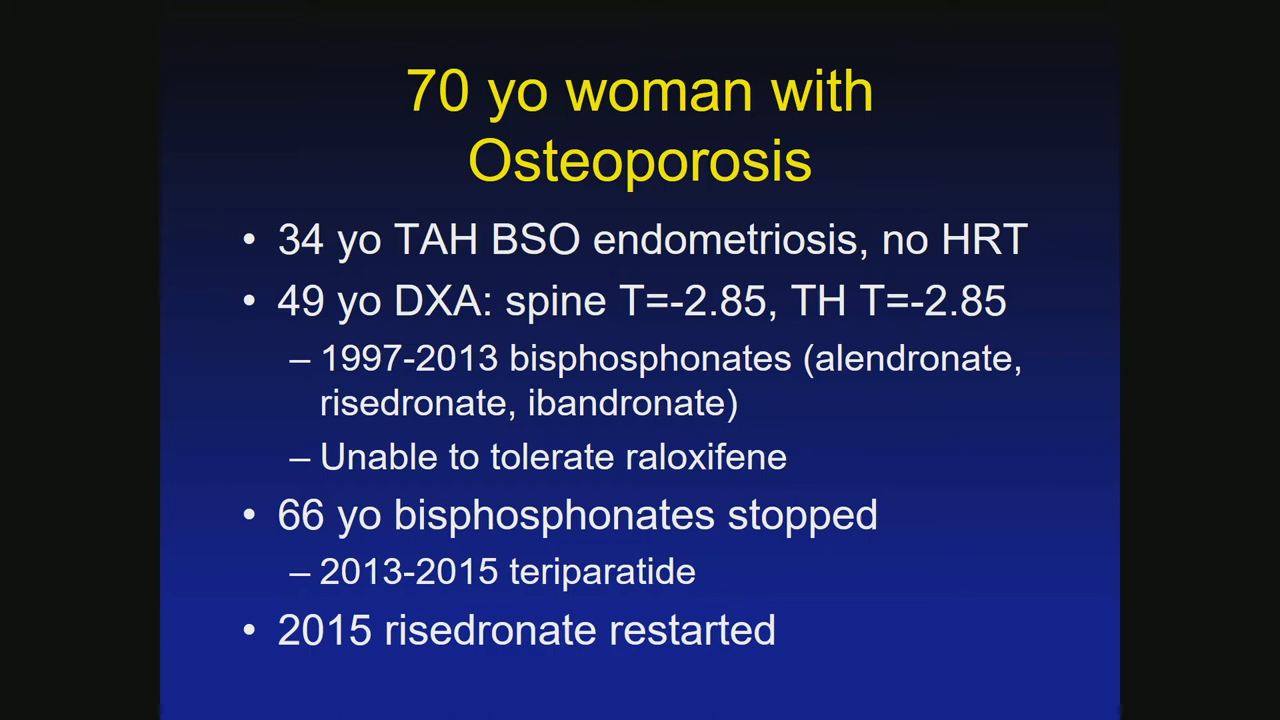 70 yo woman with
Osteoporosis
• 34 yo TAH BSO endometriosis, no HRT
• 49 yo DXA: spine T=-2.85, TH T=-2.85
– 1997-2013 bisphosphonates (alendronate,
risedronate, ibandronate)
– Unable to tolerate raloxifene
• 66 yo bisphosphonates stopped
– 2013-2015 teriparatide
• 2015 risedronate restarted